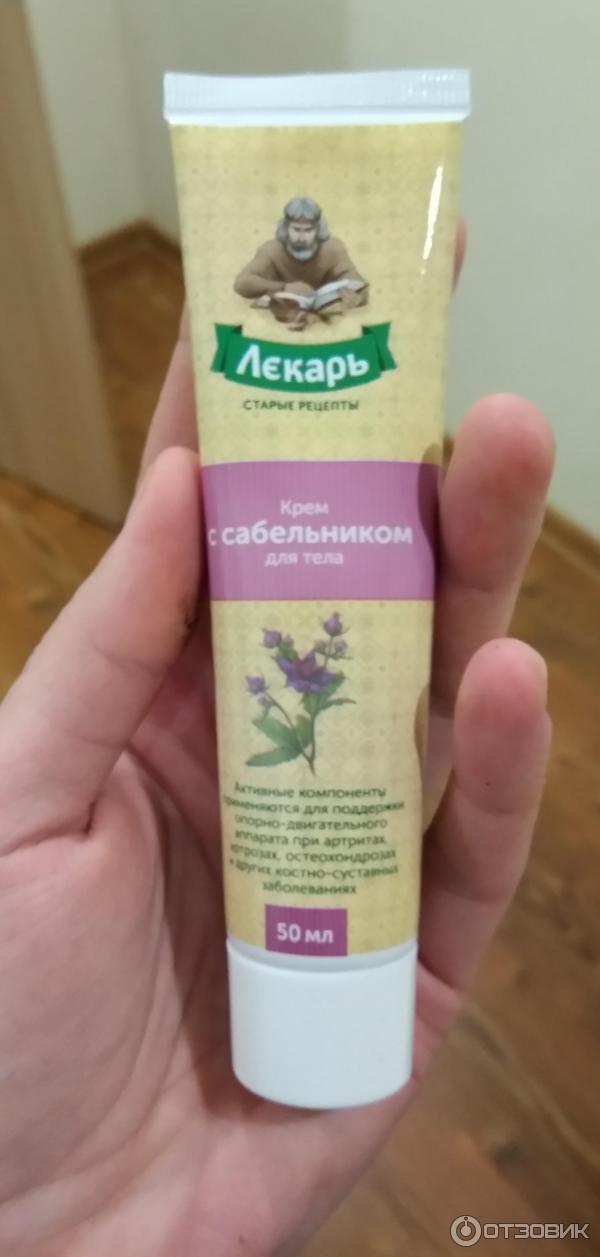 Лєкарь
СТАРЫЕ РЕЦЕПТЫ
Крем
с сабельником
для тела
Активные компоненты
применяются для поддержки
опорно-двигательного
аппарата при артритах,
артрозах, остеохондрозах
и других костно-суставных
заболеваниях
50 мл
ОТЗОВИК